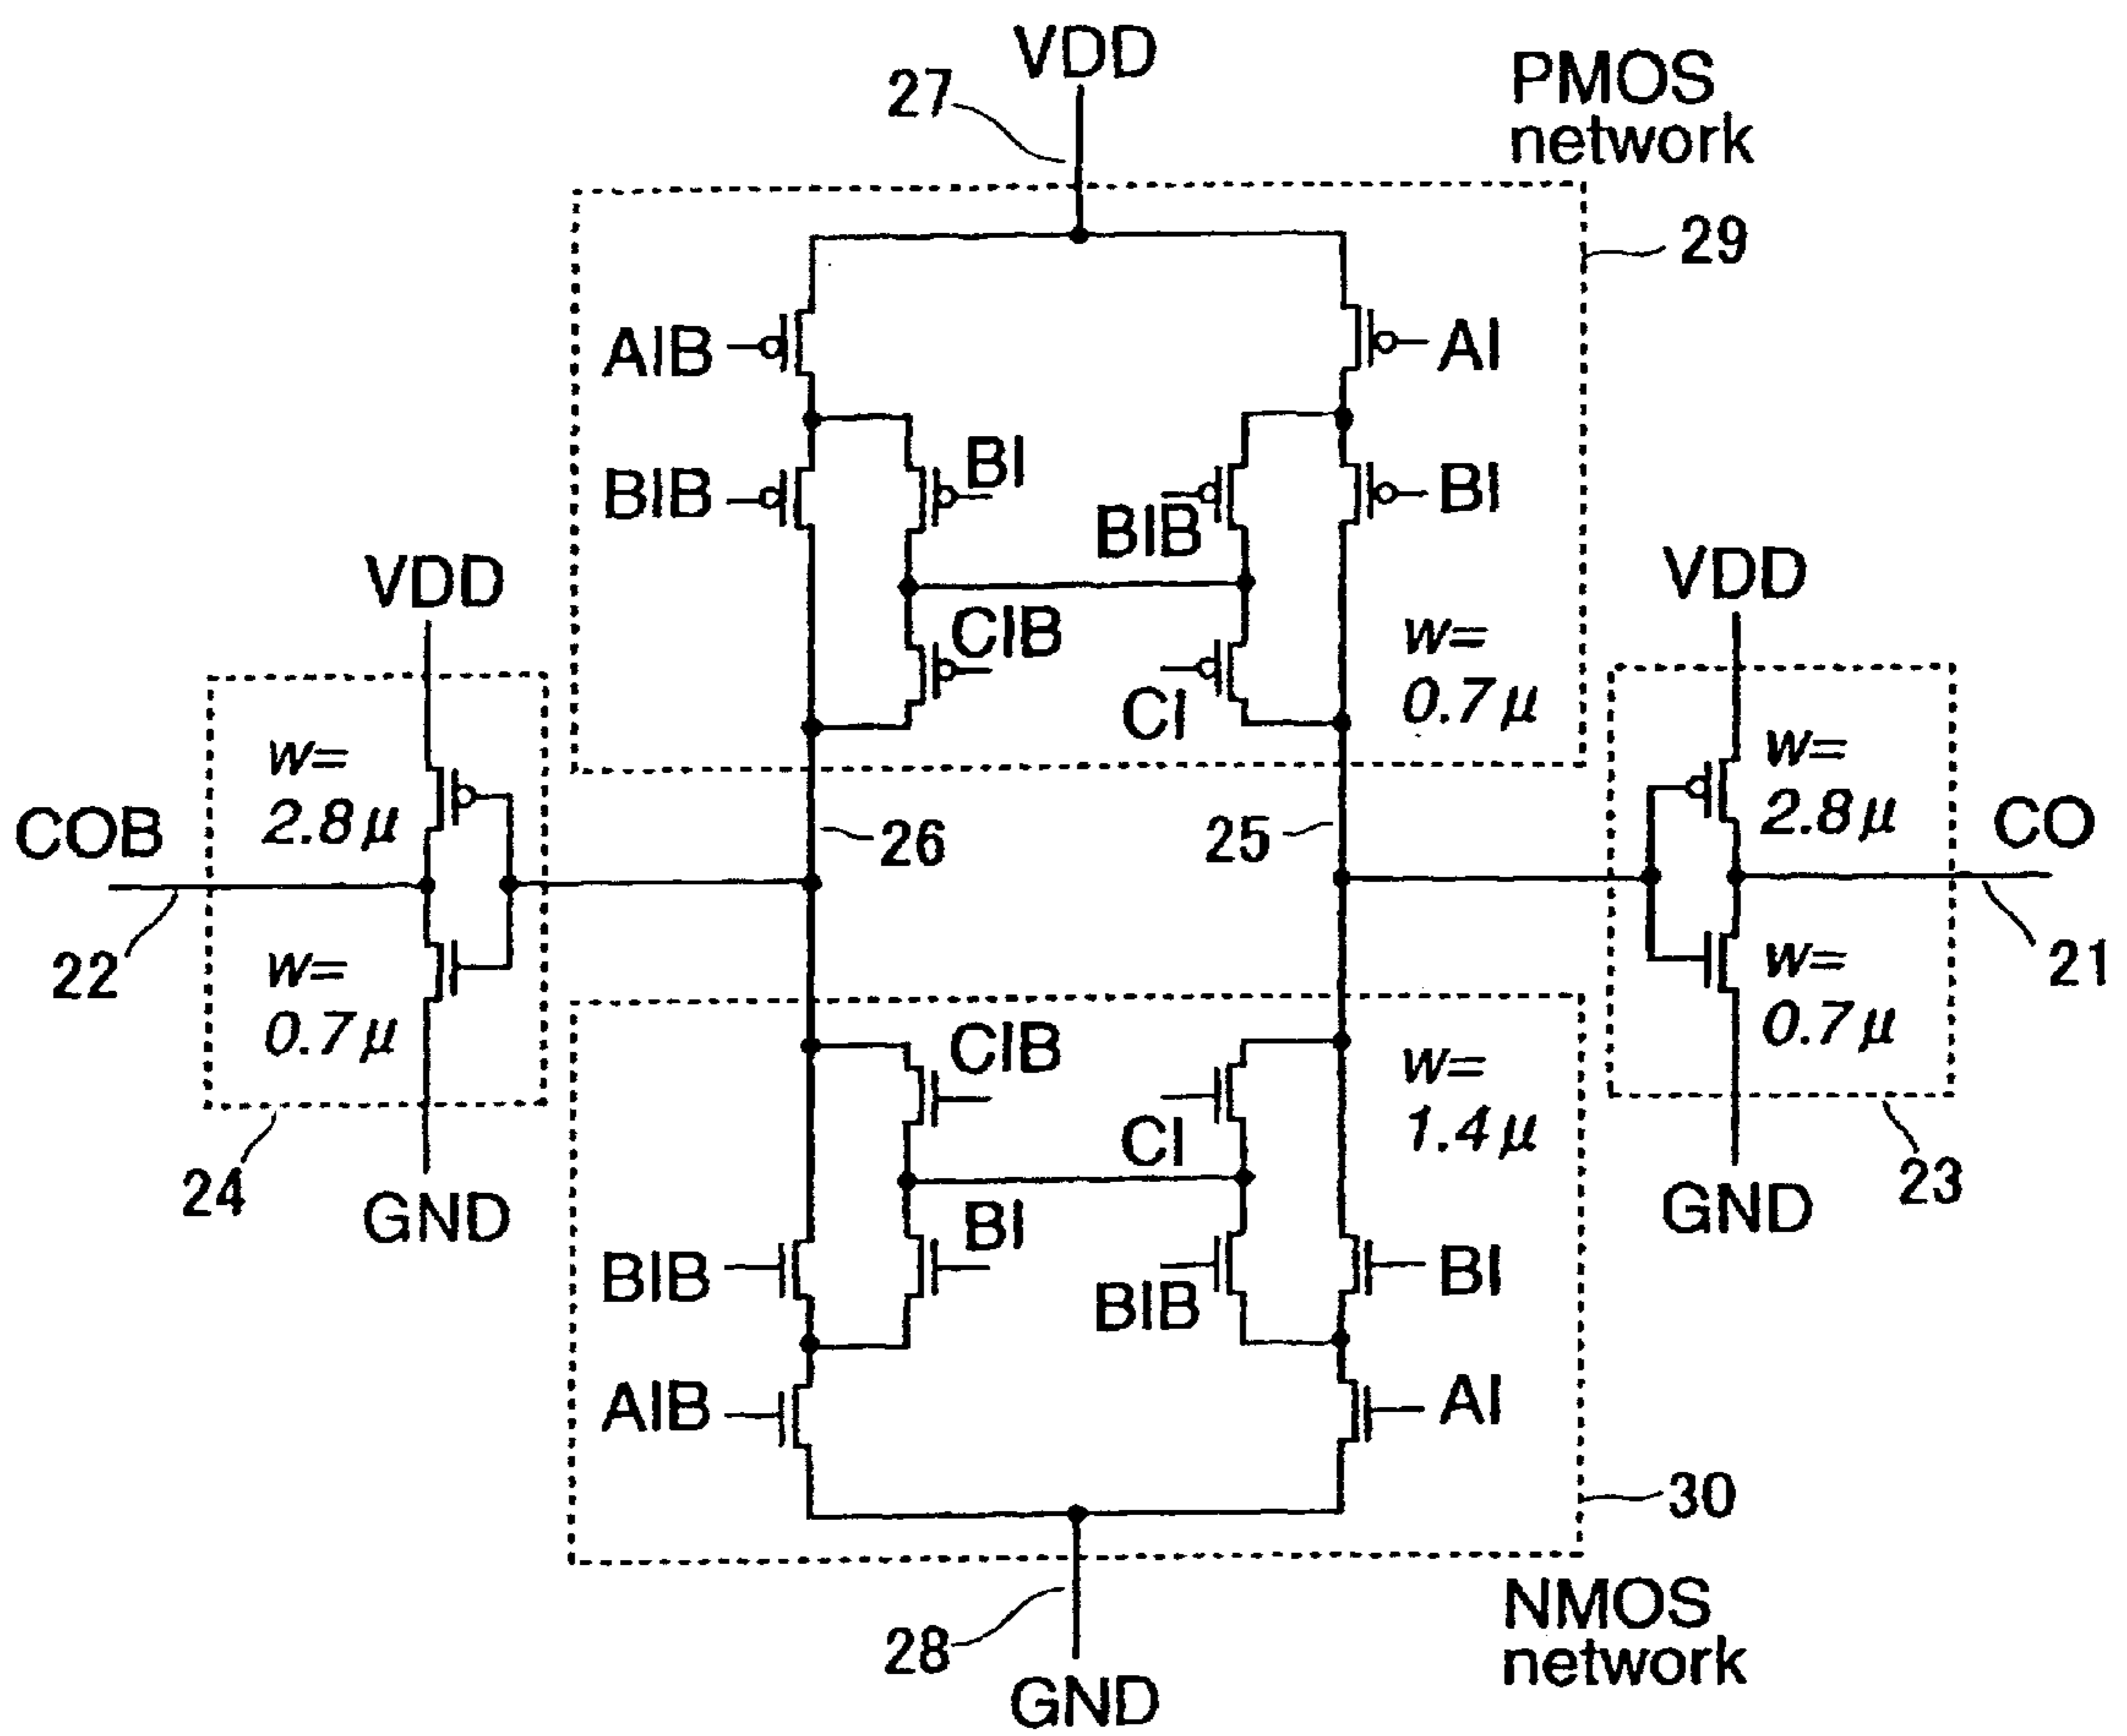 VDD
27
PMOS
network
29
AIB
AI
BI
BIB
BI
BIB
VDD
VDD
CIB
w=
0.7μ
CI
w=
2.8μ
w=
2.8μ
COB
26
25
CO
22
w=
0.7μ
w=
0.7μ
21
CIB
w=
1.4μ
CI
24
GND
23
GND
BI
BIB
BI
BIB
AIB
AI
30
28
GND
NMOS
network